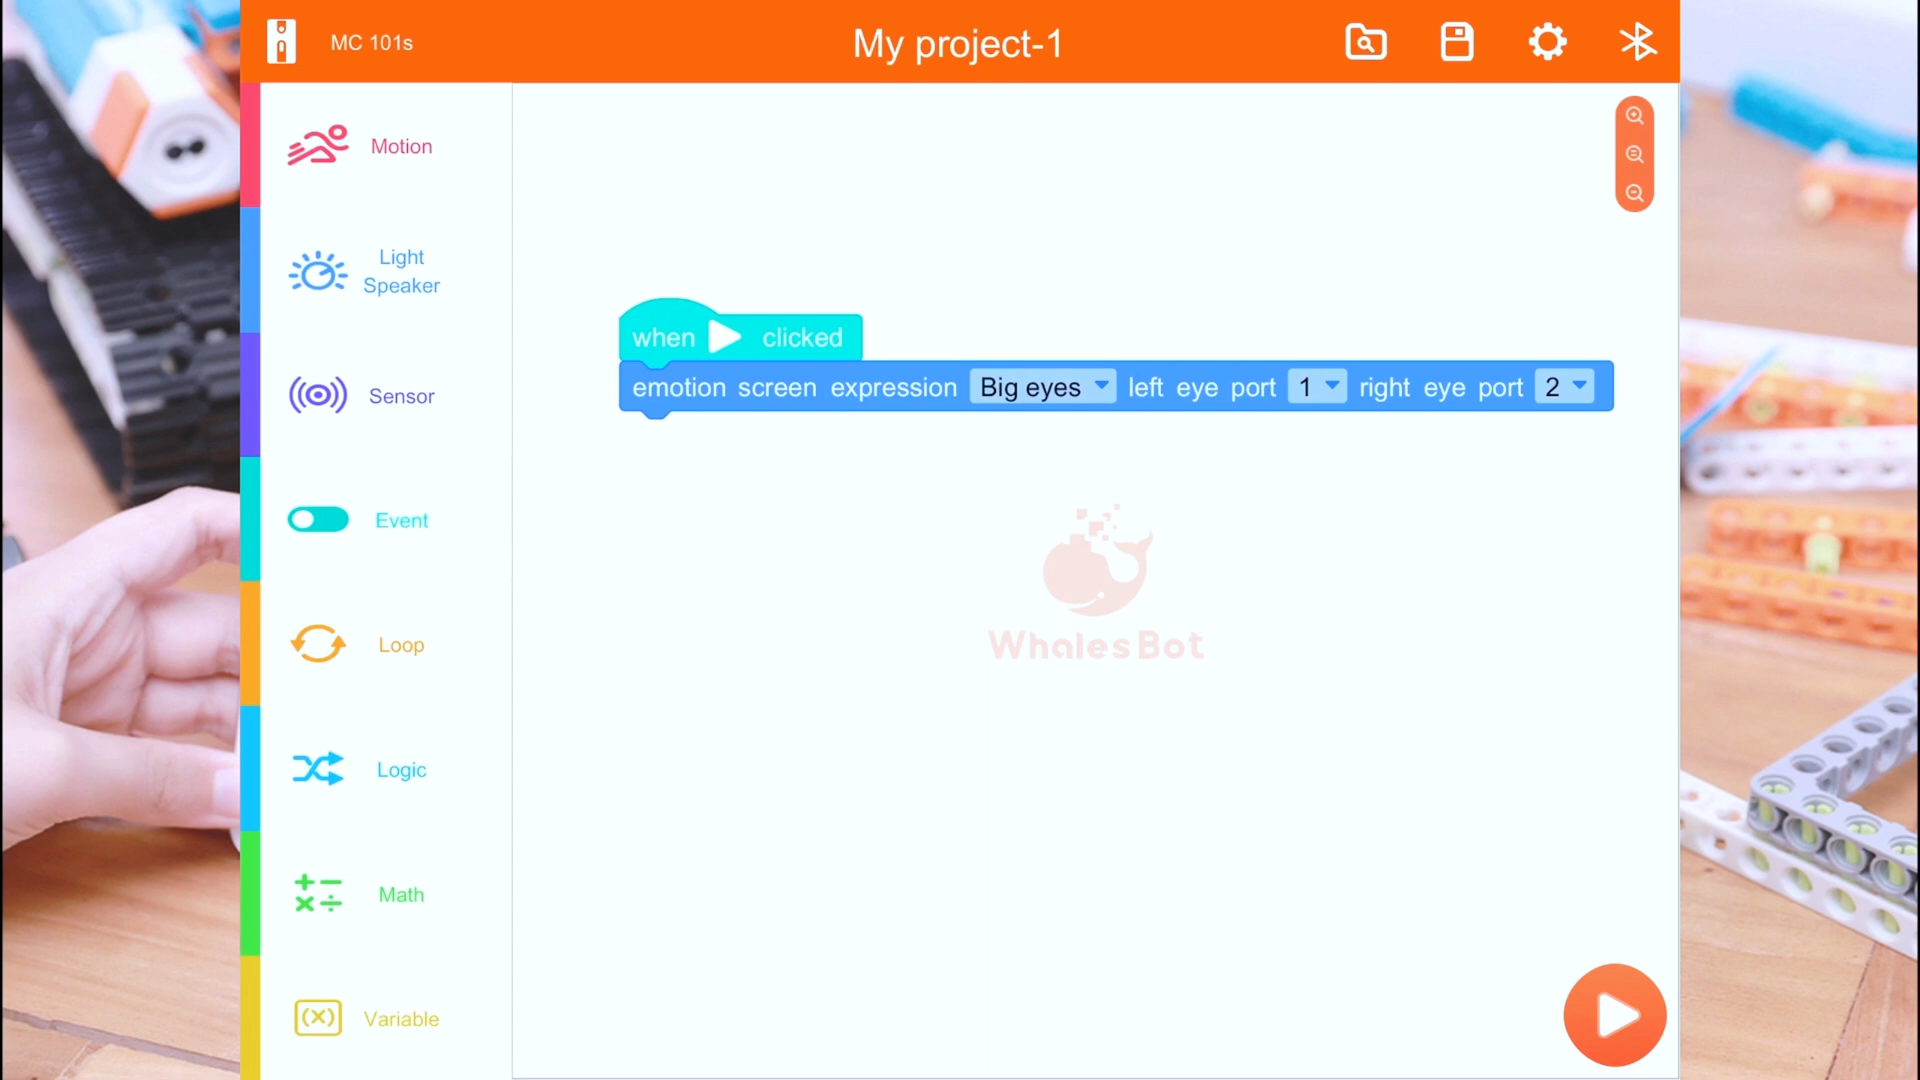 MC 101s
My project-1
Motion
Light
Speaker
Sensor
Event
Loop
Logic
Math
Variable
when clicked
emotion screen expression Big eyes left eye port 1 right eye port 2
WhalesBot